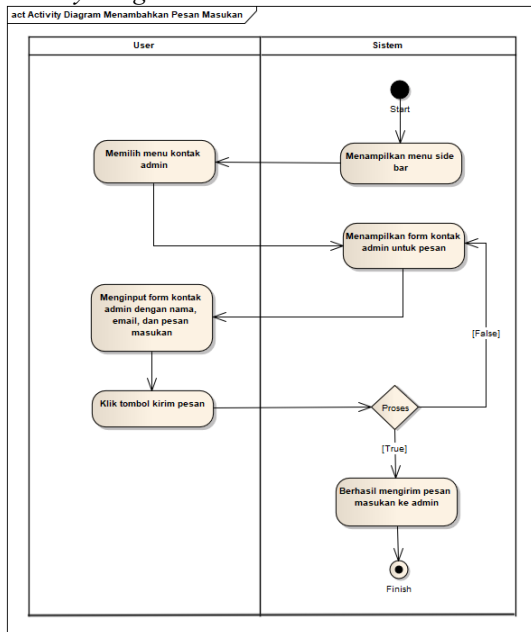 act Activity Diagram Menambahkan Pesan Masukan
User
Sistem
Start
Menampilkan menu side
bar
Memilih menu kontak
admin
Menampilkan form kontak
admin untuk pesan
Menginput form kontak
admin dengan nama,
email, dan pesan
masukan
[False]
Klik tombol kirim pesan
Proses
[True]
Berhasil mengirim pesan
masukan ke admin
Finish